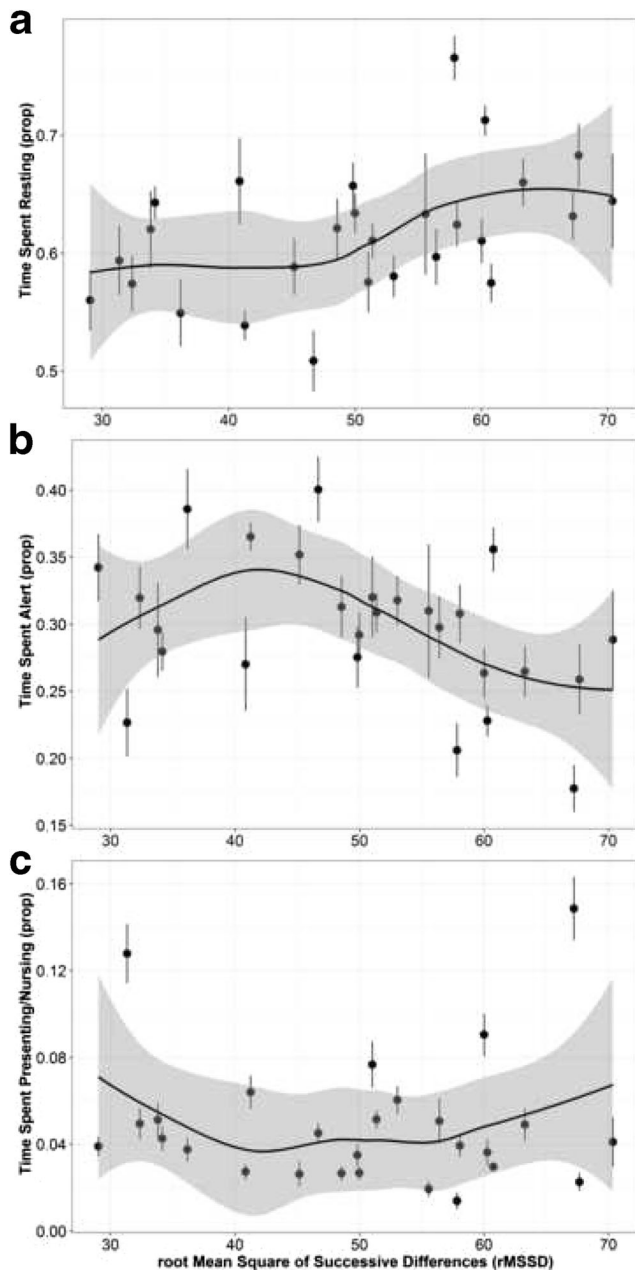 a
Time Spent Resting (prop)
0.7
0.6
0.5
30 40 50 60 70
b
Time Spent Alert (prop)
0.40
0.35
0.30
0.25
0.20
0.15
30 40 50 60 70
c
Time Spent Presenting/Nursing (prop)
0.16
0.12
0.08
0.04
0.00
30 40 50 60 70
root Mean Square of Successive Differences (rMSSD)